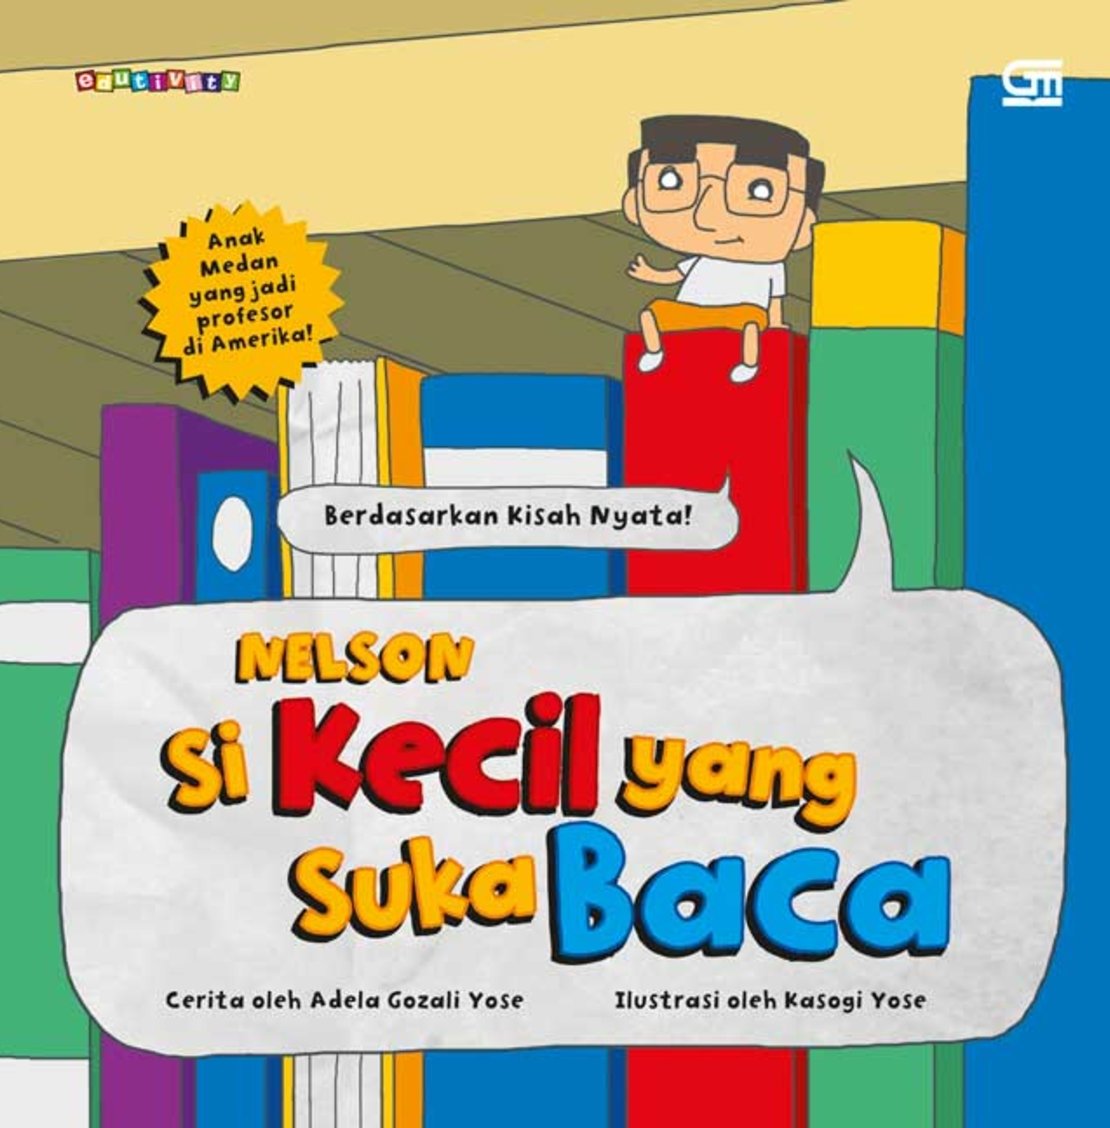 edutivity
GM
Anak
Medan
yang jadi
profesor
di Amerika!
Berdasarkan Kisah Nyata!
NELSON
Si Kecil yang
Suka Baca
Cerita oleh Adela Gozali Yose
Ilustrasi oleh Kasogi Yose